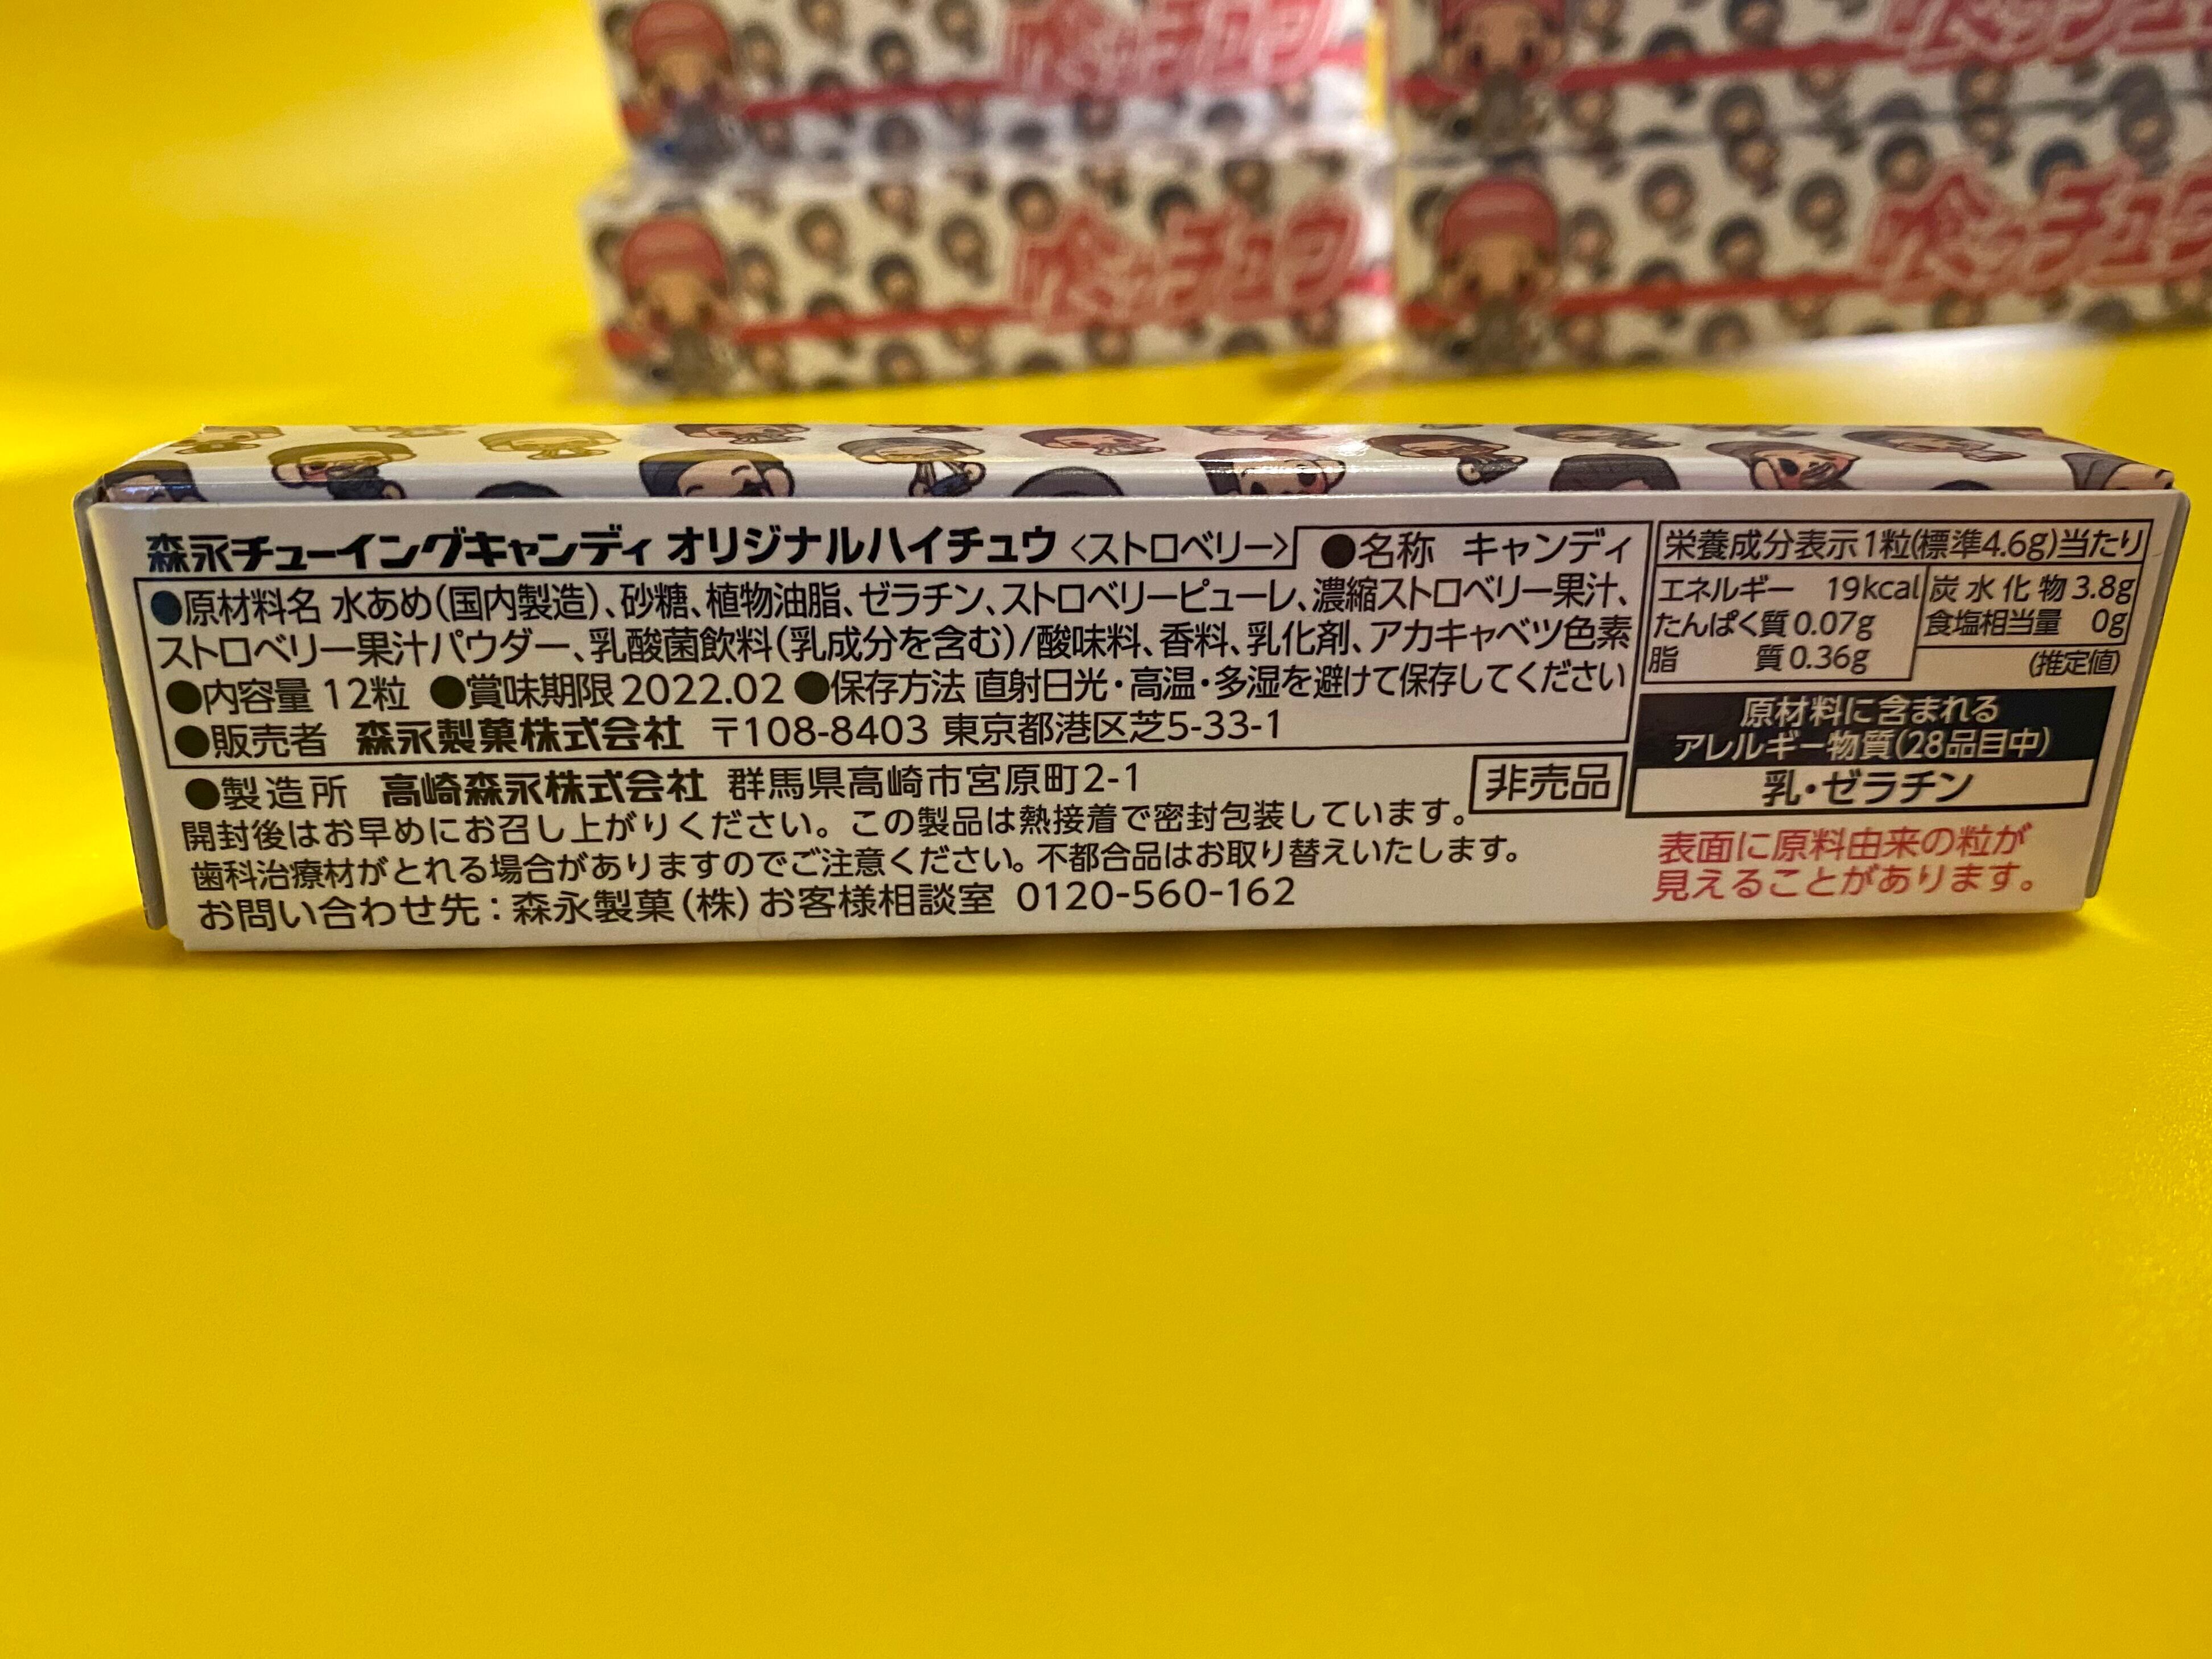 喰ッチュウ
喰ッチュウ
森永チューイングキャンディ オリジナルハイチュウ〈ストロベリー〉
●名称 キャンディ
●原材料名 水あめ(国内製造)、砂糖、植物油脂、ゼラチン、ストロベリーピューレ、濃縮ストロベリー果汁、
ストロベリー果汁パウダー、乳酸菌飲料(乳成分を含む)/酸味料、香料、乳化剤、アカキャベツ色素
●内容量 12粒 ●賞味期限 2022.02 ●保存方法 直射日光・高温・多湿を避けて保存してください
●販売者 森永製菓株式会社 〒108-8403 東京都港区芝5-33-1
●製造所 高崎森永株式会社 群馬県高崎市宮原町2-1
非売品
開封後はお早めにお召し上がりください。この製品は熱接着で密封包装しています。
歯科治療材がとれる場合がありますのでご注意ください。不都合品はお取り替えいたします。
お問い合わせ先:森永製菓(株)お客様相談室 0120-560-162
栄養成分表示1粒(標準4.6g)当たり
エネルギー 19kcal
たんぱく質 0.07g
脂質 0.36g
炭水化物 3.8g
食塩相当量 0g
(推定値)
原材料に含まれる
アレルギー物質(28品目中)
乳・ゼラチン
表面に原料由来の粒が
見えることがあります。